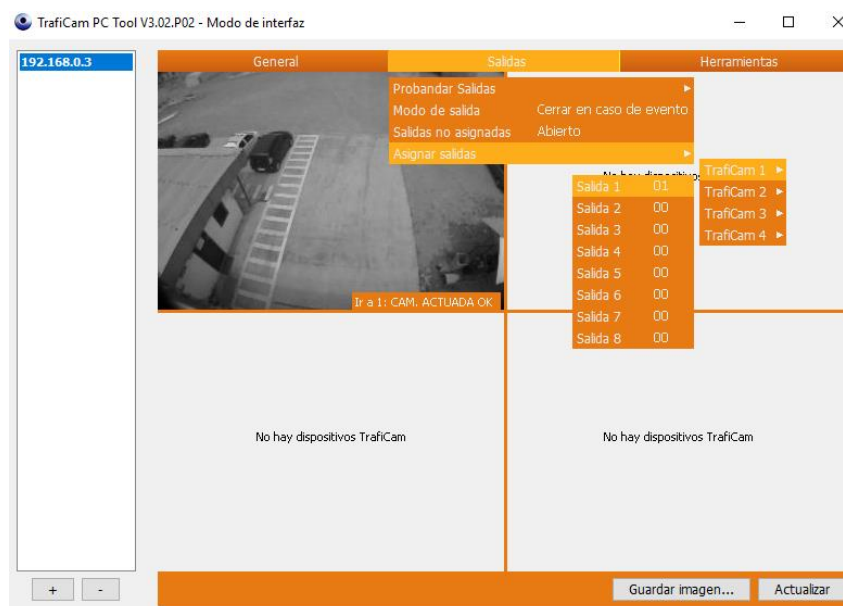 TrafiCam PC Tool V3.02.P02 - Modo de interfaz
192.168.0.3
General
Salidas
Herramientas
Probandar Salidas
Modo de salida Cerrar en caso de evento
Salidas no asignadas Abierto
Asignar salidas
TrafiCam 1
TrafiCam 2
TrafiCam 3
TrafiCam 4
Salida 1 01
Salida 2 00
Salida 3 00
Salida 4 00
Salida 5 00
Salida 6 00
Salida 7 00
Salida 8 00
Ir a 1: CAM. ACTUADA OK
No hay dispositivos TrafiCam
No hay dispositivos TrafiCam
+ -
Guardar imagen... Actualizar